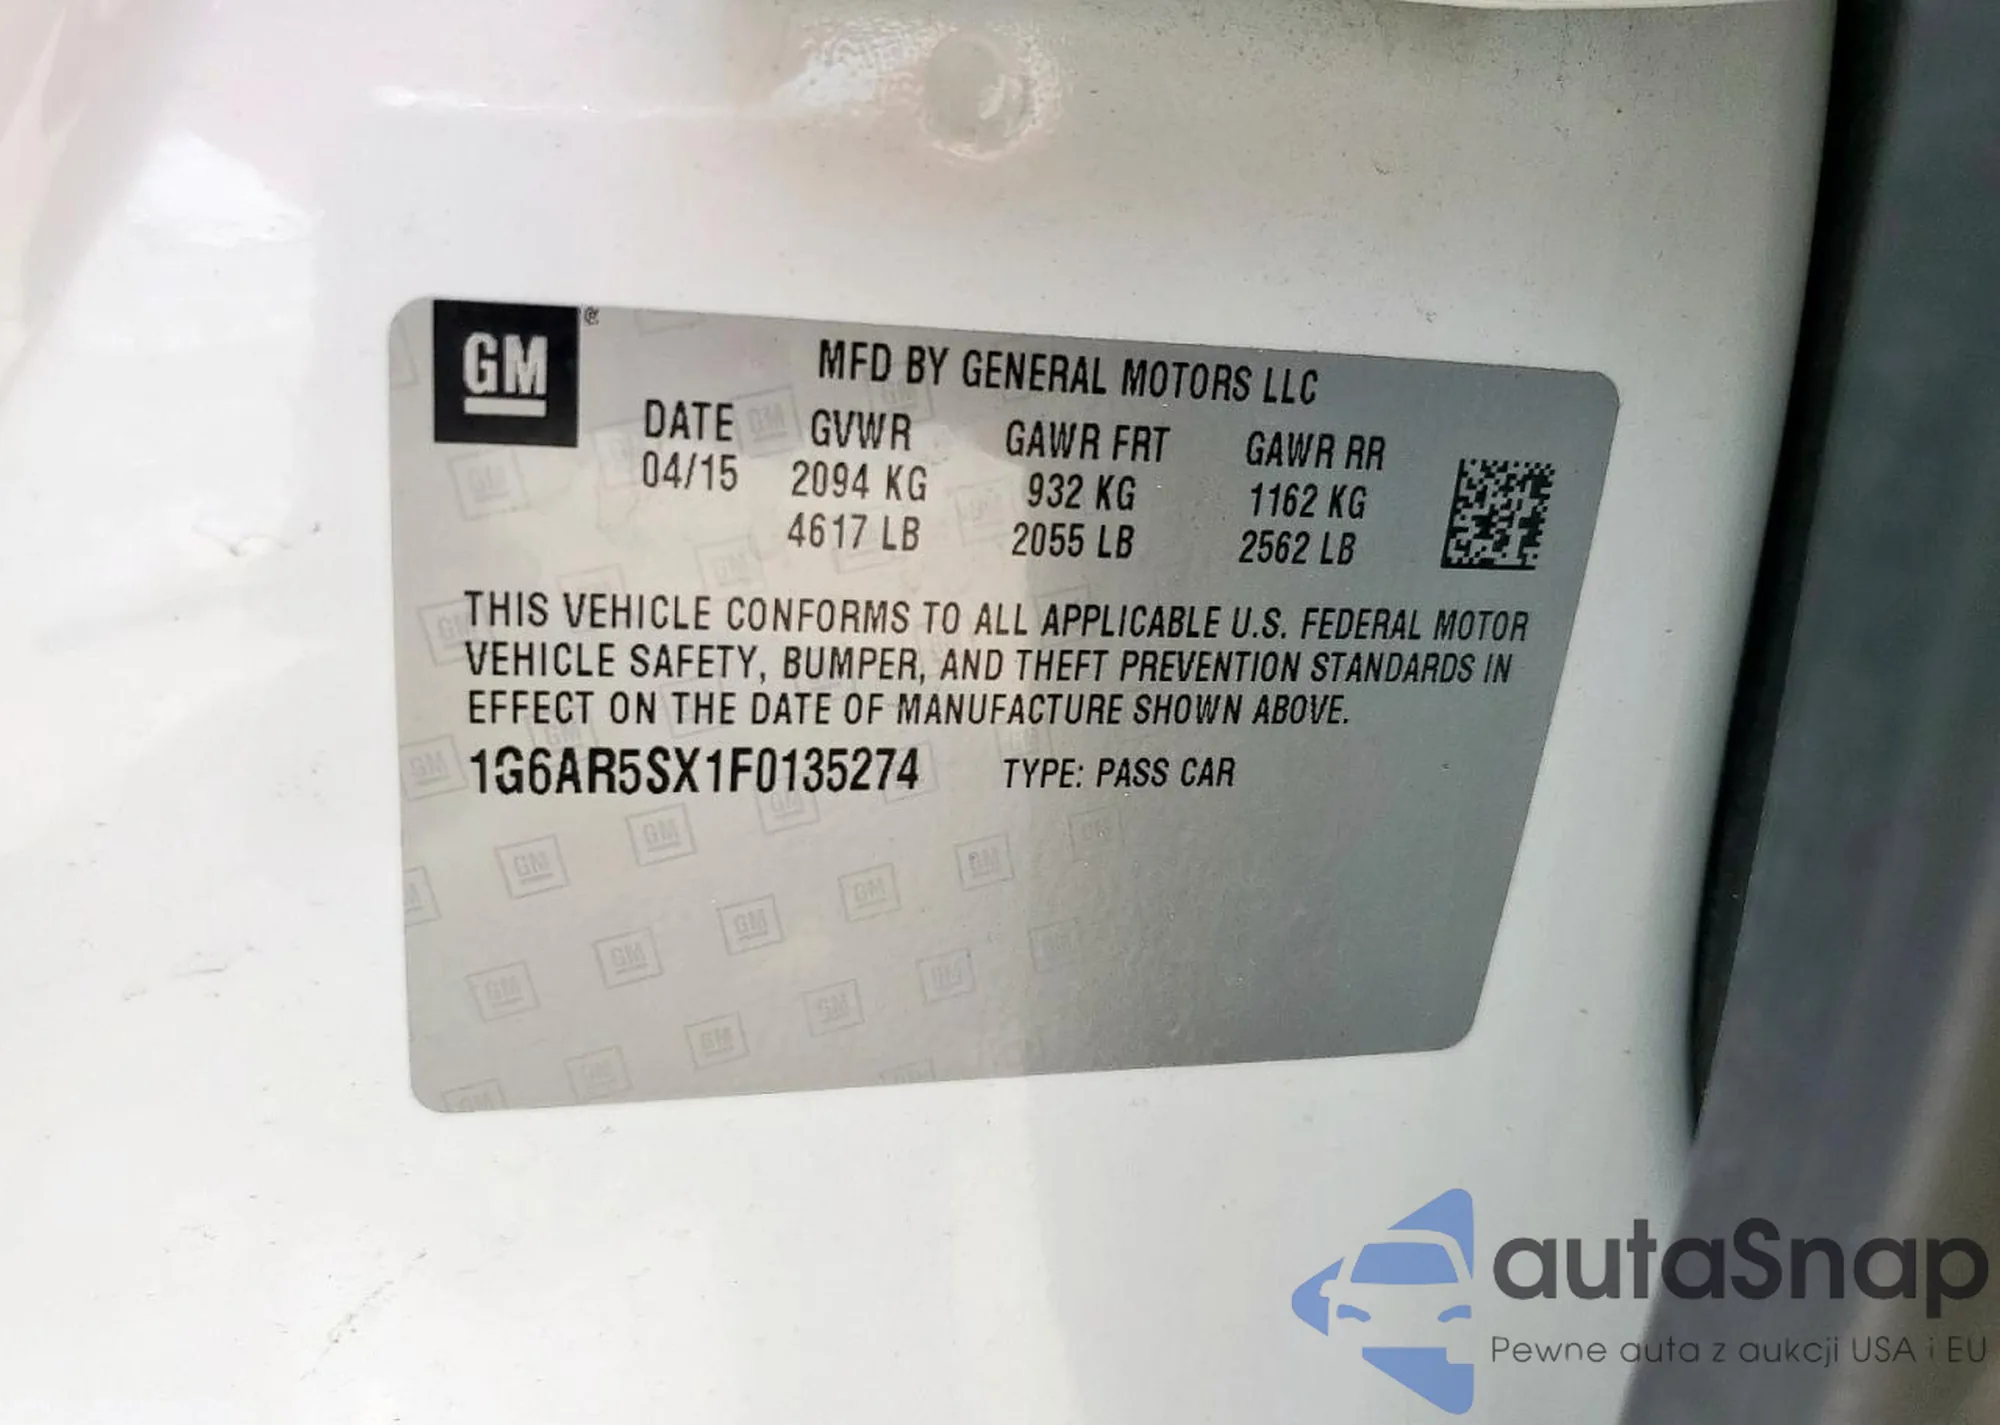 GM
MFD BY GENERAL MOTORS LLC
DATE GVWR GAWR FRT GAWR RR
04/15 2094 KG 932 KG 1162 KG
4617 LB 2055 LB 2562 LB
THIS VEHICLE CONFORMS TO ALL APPLICABLE U.S. FEDERAL MOTOR
VEHICLE SAFETY, BUMPER, AND THEFT PREVENTION STANDARDS IN
EFFECT ON THE DATE OF MANUFACTURE SHOWN ABOVE.
1G6AR5SX1F0135274 TYPE: PASS CAR
autaSnap
Pewne auta z aukcji USA i EU